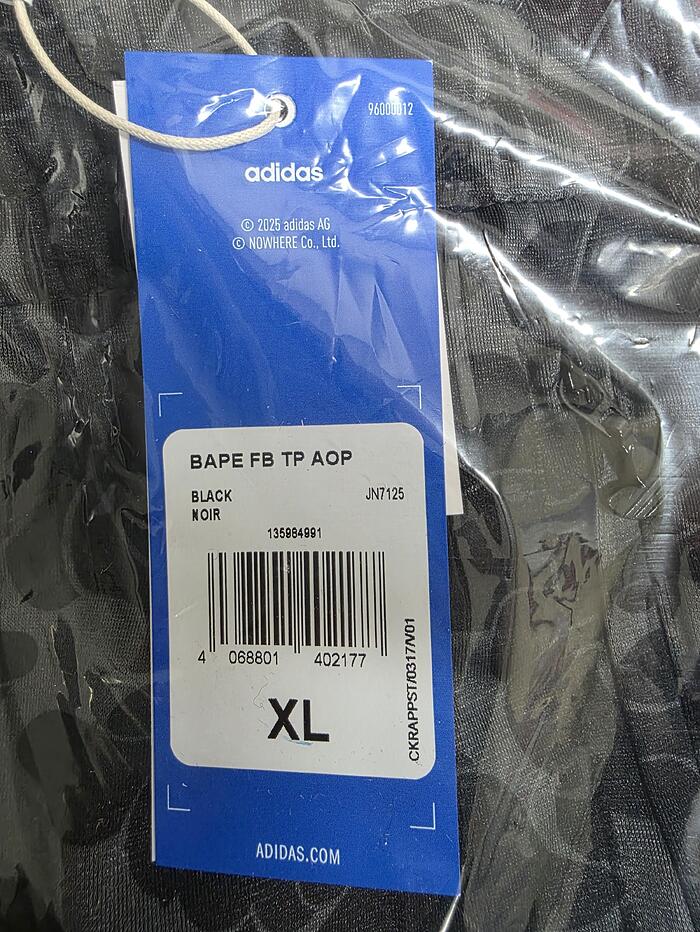 96000012
adidas
© 2025 adidas AG
© NOWHERE Co., Ltd.
BAPE FB TP AOP
BLACK JN7125
NOIR
135984991
4 068801 402177
XL
CKRAPPST/0317/V01
ADIDAS.COM